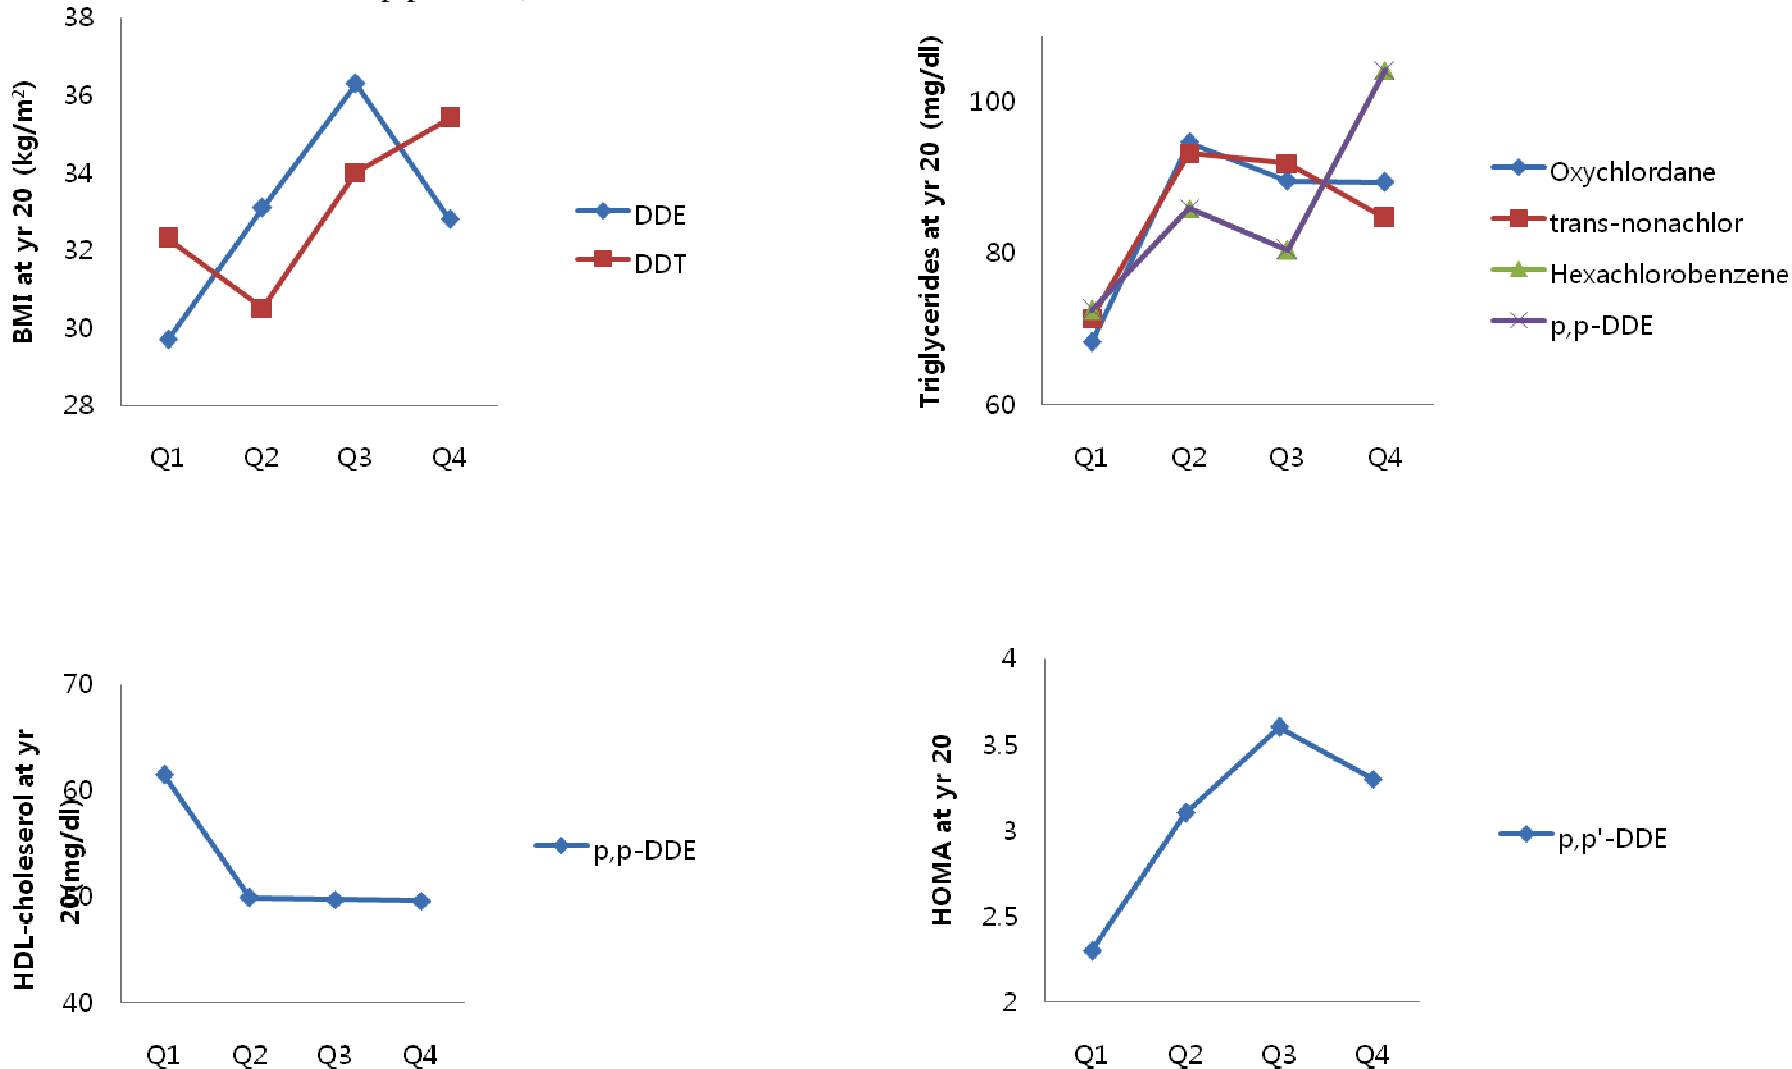 38
36
34
32
30
28
BMI at yr 20 (kg/m²)
Q1 Q2 Q3 Q4
DDE
DDT
100
80
60
Triglycerides at yr 20 (mg/dl)
Q1 Q2 Q3 Q4
Oxychlordane
trans-nonachlor
Hexachlorobenzene
p,p-DDE
70
60
50
40
HDL-choleserol at yr
20(mg/dl)
Q1 Q2 Q3 Q4
p,p-DDE
4
3.5
3
2.5
2
HOMA at yr 20
Q1 Q2 Q3 Q4
p,p'-DDE